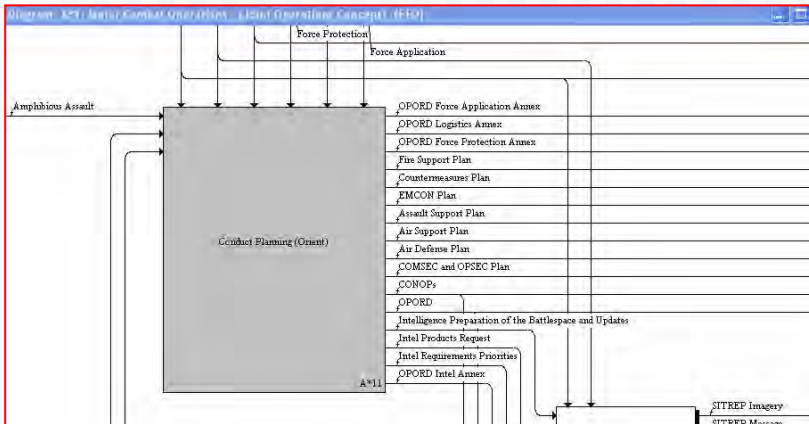 Force Protection
Force Application
Amphibious Assault
OPORD Force Application Annex
OPORD Logistics Annex
OPORD Force Protection Annex
Fire Support Plan
Countermeasures Plan
EMCON Plan
Assault Support Plan
Conduct Planning (Orient)
Air Support Plan
Air Defense Plan
COMSEC and OPSEC Plan
CONOPs
OPORD
Intelligence Preparation of the Battlespace and Updates
Intel Products Request
Intel Requirements Priorities
OPORD Intel Annex
A*11
SITREP Imagery
SITREP Message